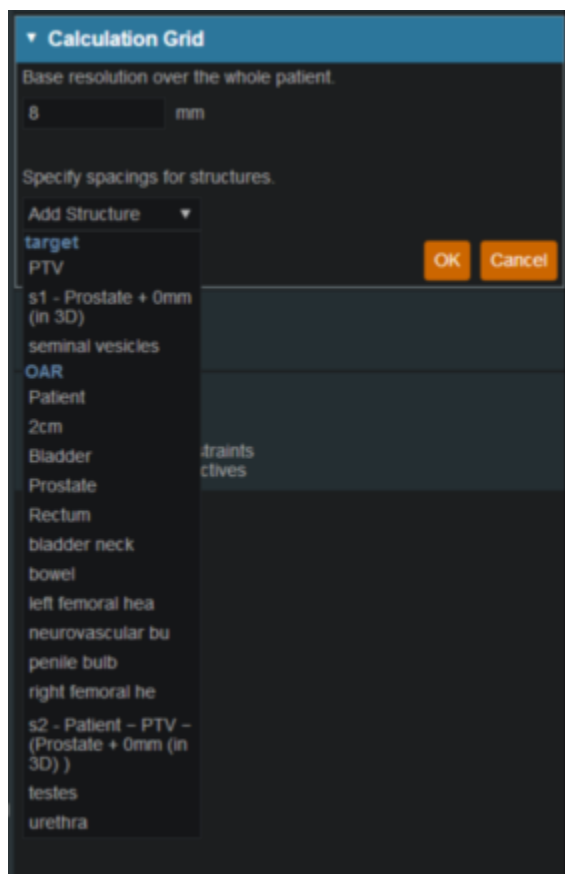 ▼ Calculation Grid
Base resolution over the whole patient.
8 mm
Specify spacings for structures.
Add Structure ▼
target
PTV
OK Cancel
s1 - Prostate + 0mm
(in 3D)
seminal vesicles
OAR
Patient
2cm
Bladder
straints
Prostate
ctives
Rectum
bladder neck
bowel
left femoral hea
neurovascular bu
penile bulb
right femoral he
s2 - Patient – PTV –
(Prostate + 0mm (in
3D) )
testes
urethra